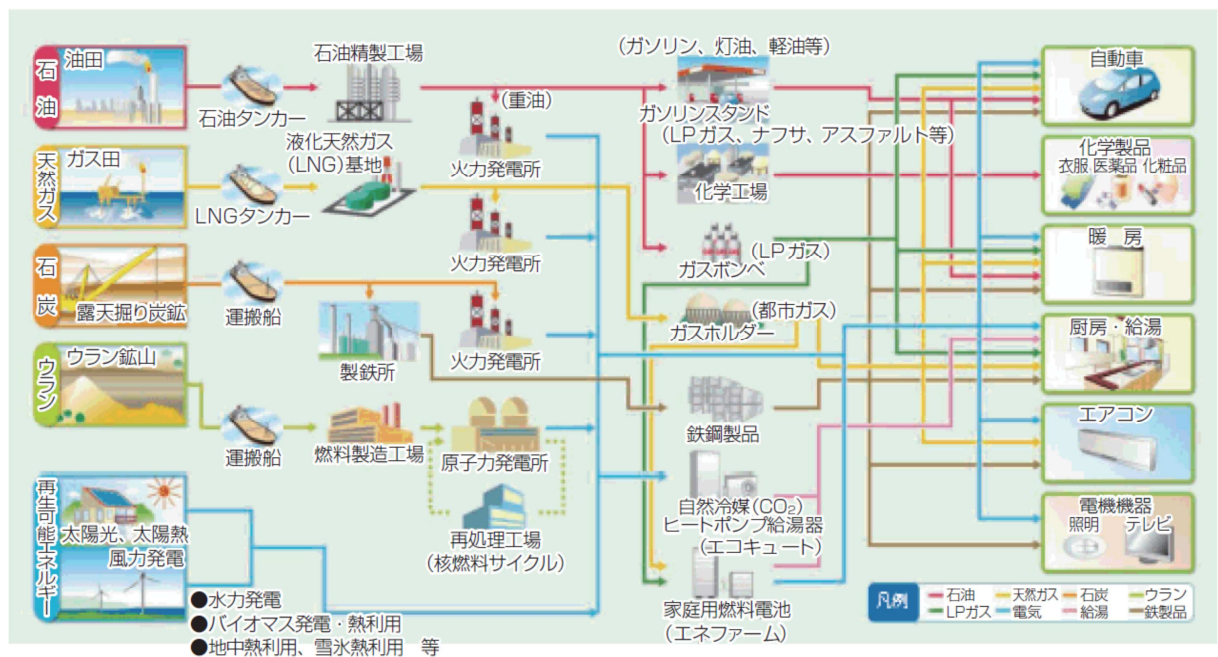 石油
油田
石油タンカー
石油精製工場
(重油)
火力発電所
(ガソリン、灯油、軽油等)
ガソリンスタンド
(LPガス、ナフサ、アスファルト等)
化学工場
ガスボンベ
(LPガス)
天然ガス
ガス田
LNGタンカー
液化天然ガス
(LNG)基地
火力発電所
ガスホルダー
(都市ガス)
石炭
露天掘り炭鉱
運搬船
製鉄所
火力発電所
鉄鋼製品
ウラン
ウラン鉱山
運搬船
燃料製造工場
原子力発電所
再処理工場
(核燃料サイクル)
自然冷媒(CO₂)
ヒートポンプ給湯器
(エコキュート)
家庭用燃料電池
(エネファーム)
再生可能エネルギー
太陽光、太陽熱
風力発電
●水力発電
●バイオマス発電・熱利用
●地中熱利用、雪氷熱利用 等
自動車
化学製品
衣服 医薬品 化粧品
暖 房
厨房・給湯
エアコン
電機機器
照明 テレビ
凡例
石油 天然ガス 石炭 ウラン
LPガス 電気 給湯 鉄製品